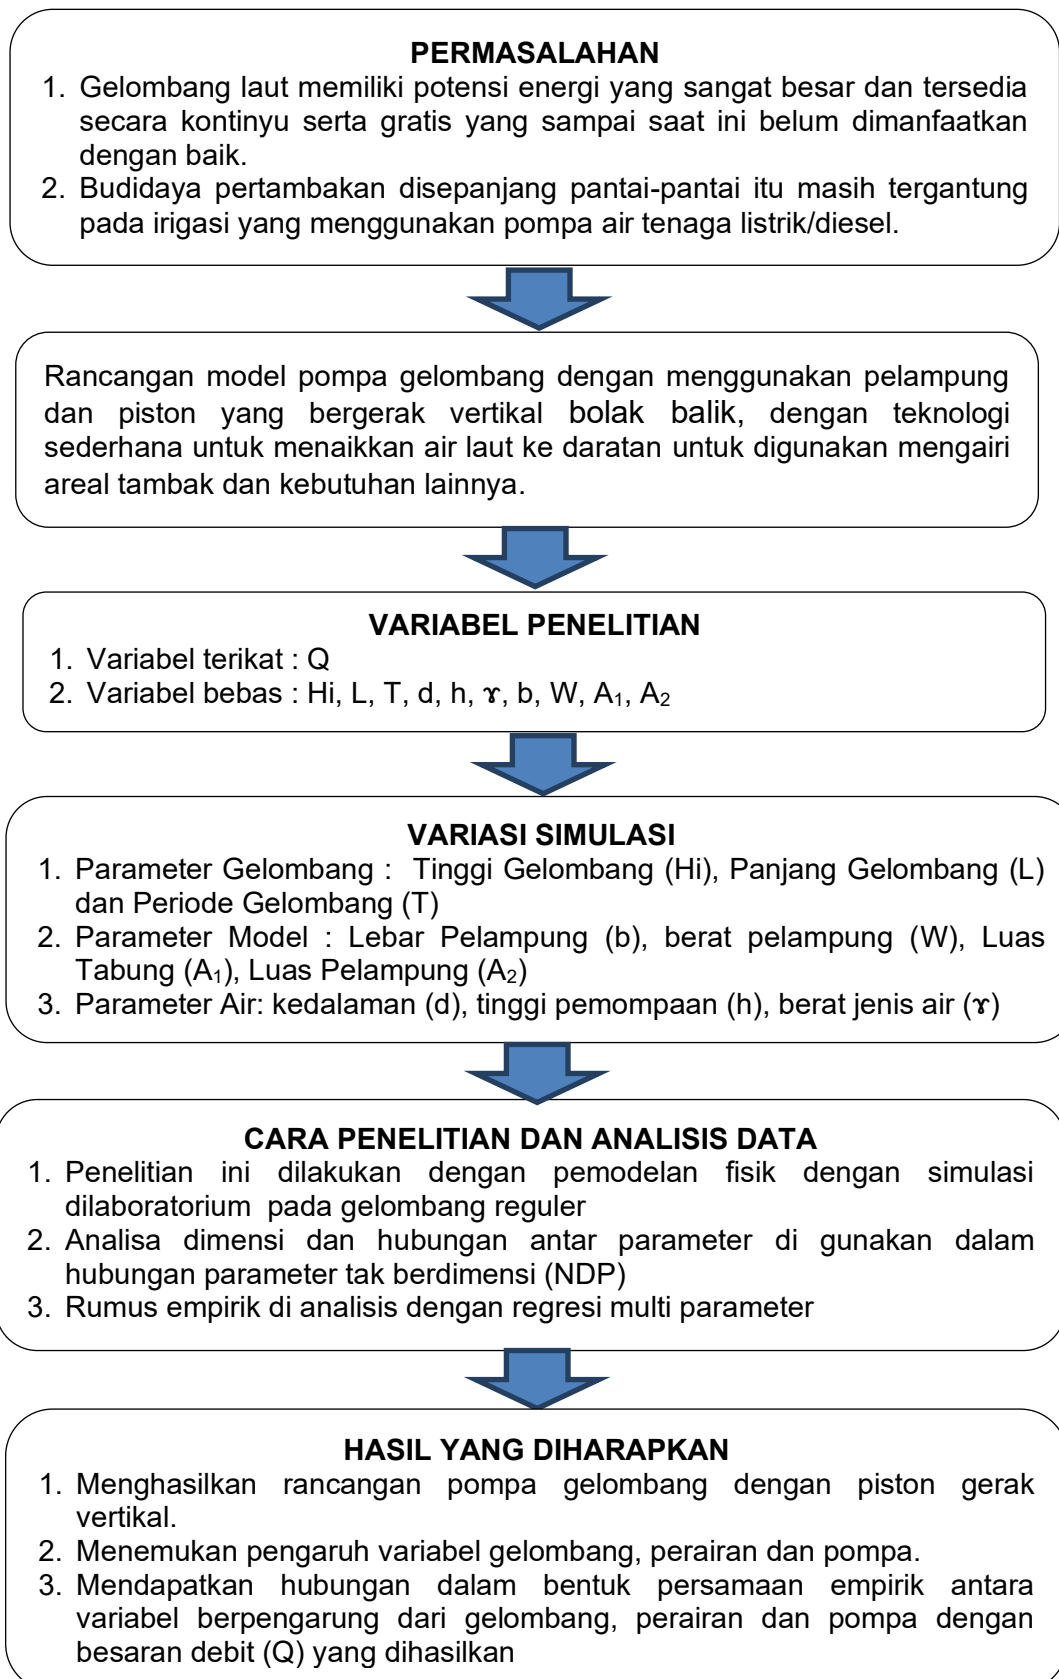 PERMASALAHAN
1. Gelombang laut memiliki potensi energi yang sangat besar dan tersedia
secara kontinyu serta gratis yang sampai saat ini belum dimanfaatkan
dengan baik.
2. Budidaya pertambakan disepanjang pantai-pantai itu masih tergantung
pada irigasi yang menggunakan pompa air tenaga listrik/diesel.
Rancangan model pompa gelombang dengan menggunakan pelampung
dan piston yang bergerak vertikal bolak balik, dengan teknologi
sederhana untuk menaikkan air laut ke daratan untuk digunakan mengairi
areal tambak dan kebutuhan lainnya.
VARIABEL PENELITIAN
1. Variabel terikat : Q
2. Variabel bebas : Hi, L, T, d, h, ɤ, b, W, A₁, A₂
VARIASI SIMULASI
1. Parameter Gelombang : Tinggi Gelombang (Hi), Panjang Gelombang (L)
dan Periode Gelombang (T)
2. Parameter Model : Lebar Pelampung (b), berat pelampung (W), Luas
Tabung (A₁), Luas Pelampung (A₂)
3. Parameter Air: kedalaman (d), tinggi pemompaan (h), berat jenis air (ɤ)
CARA PENELITIAN DAN ANALISIS DATA
1. Penelitian ini dilakukan dengan pemodelan fisik dengan simulasi
dilaboratorium pada gelombang reguler
2. Analisa dimensi dan hubungan antar parameter di gunakan dalam
hubungan parameter tak berdimensi (NDP)
3. Rumus empirik di analisis dengan regresi multi parameter
HASIL YANG DIHARAPKAN
1. Menghasilkan rancangan pompa gelombang dengan piston gerak
vertikal.
2. Menemukan pengaruh variabel gelombang, perairan dan pompa.
3. Mendapatkan hubungan dalam bentuk persamaan empirik antara
variabel berpengarung dari gelombang, perairan dan pompa dengan
besaran debit (Q) yang dihasilkan